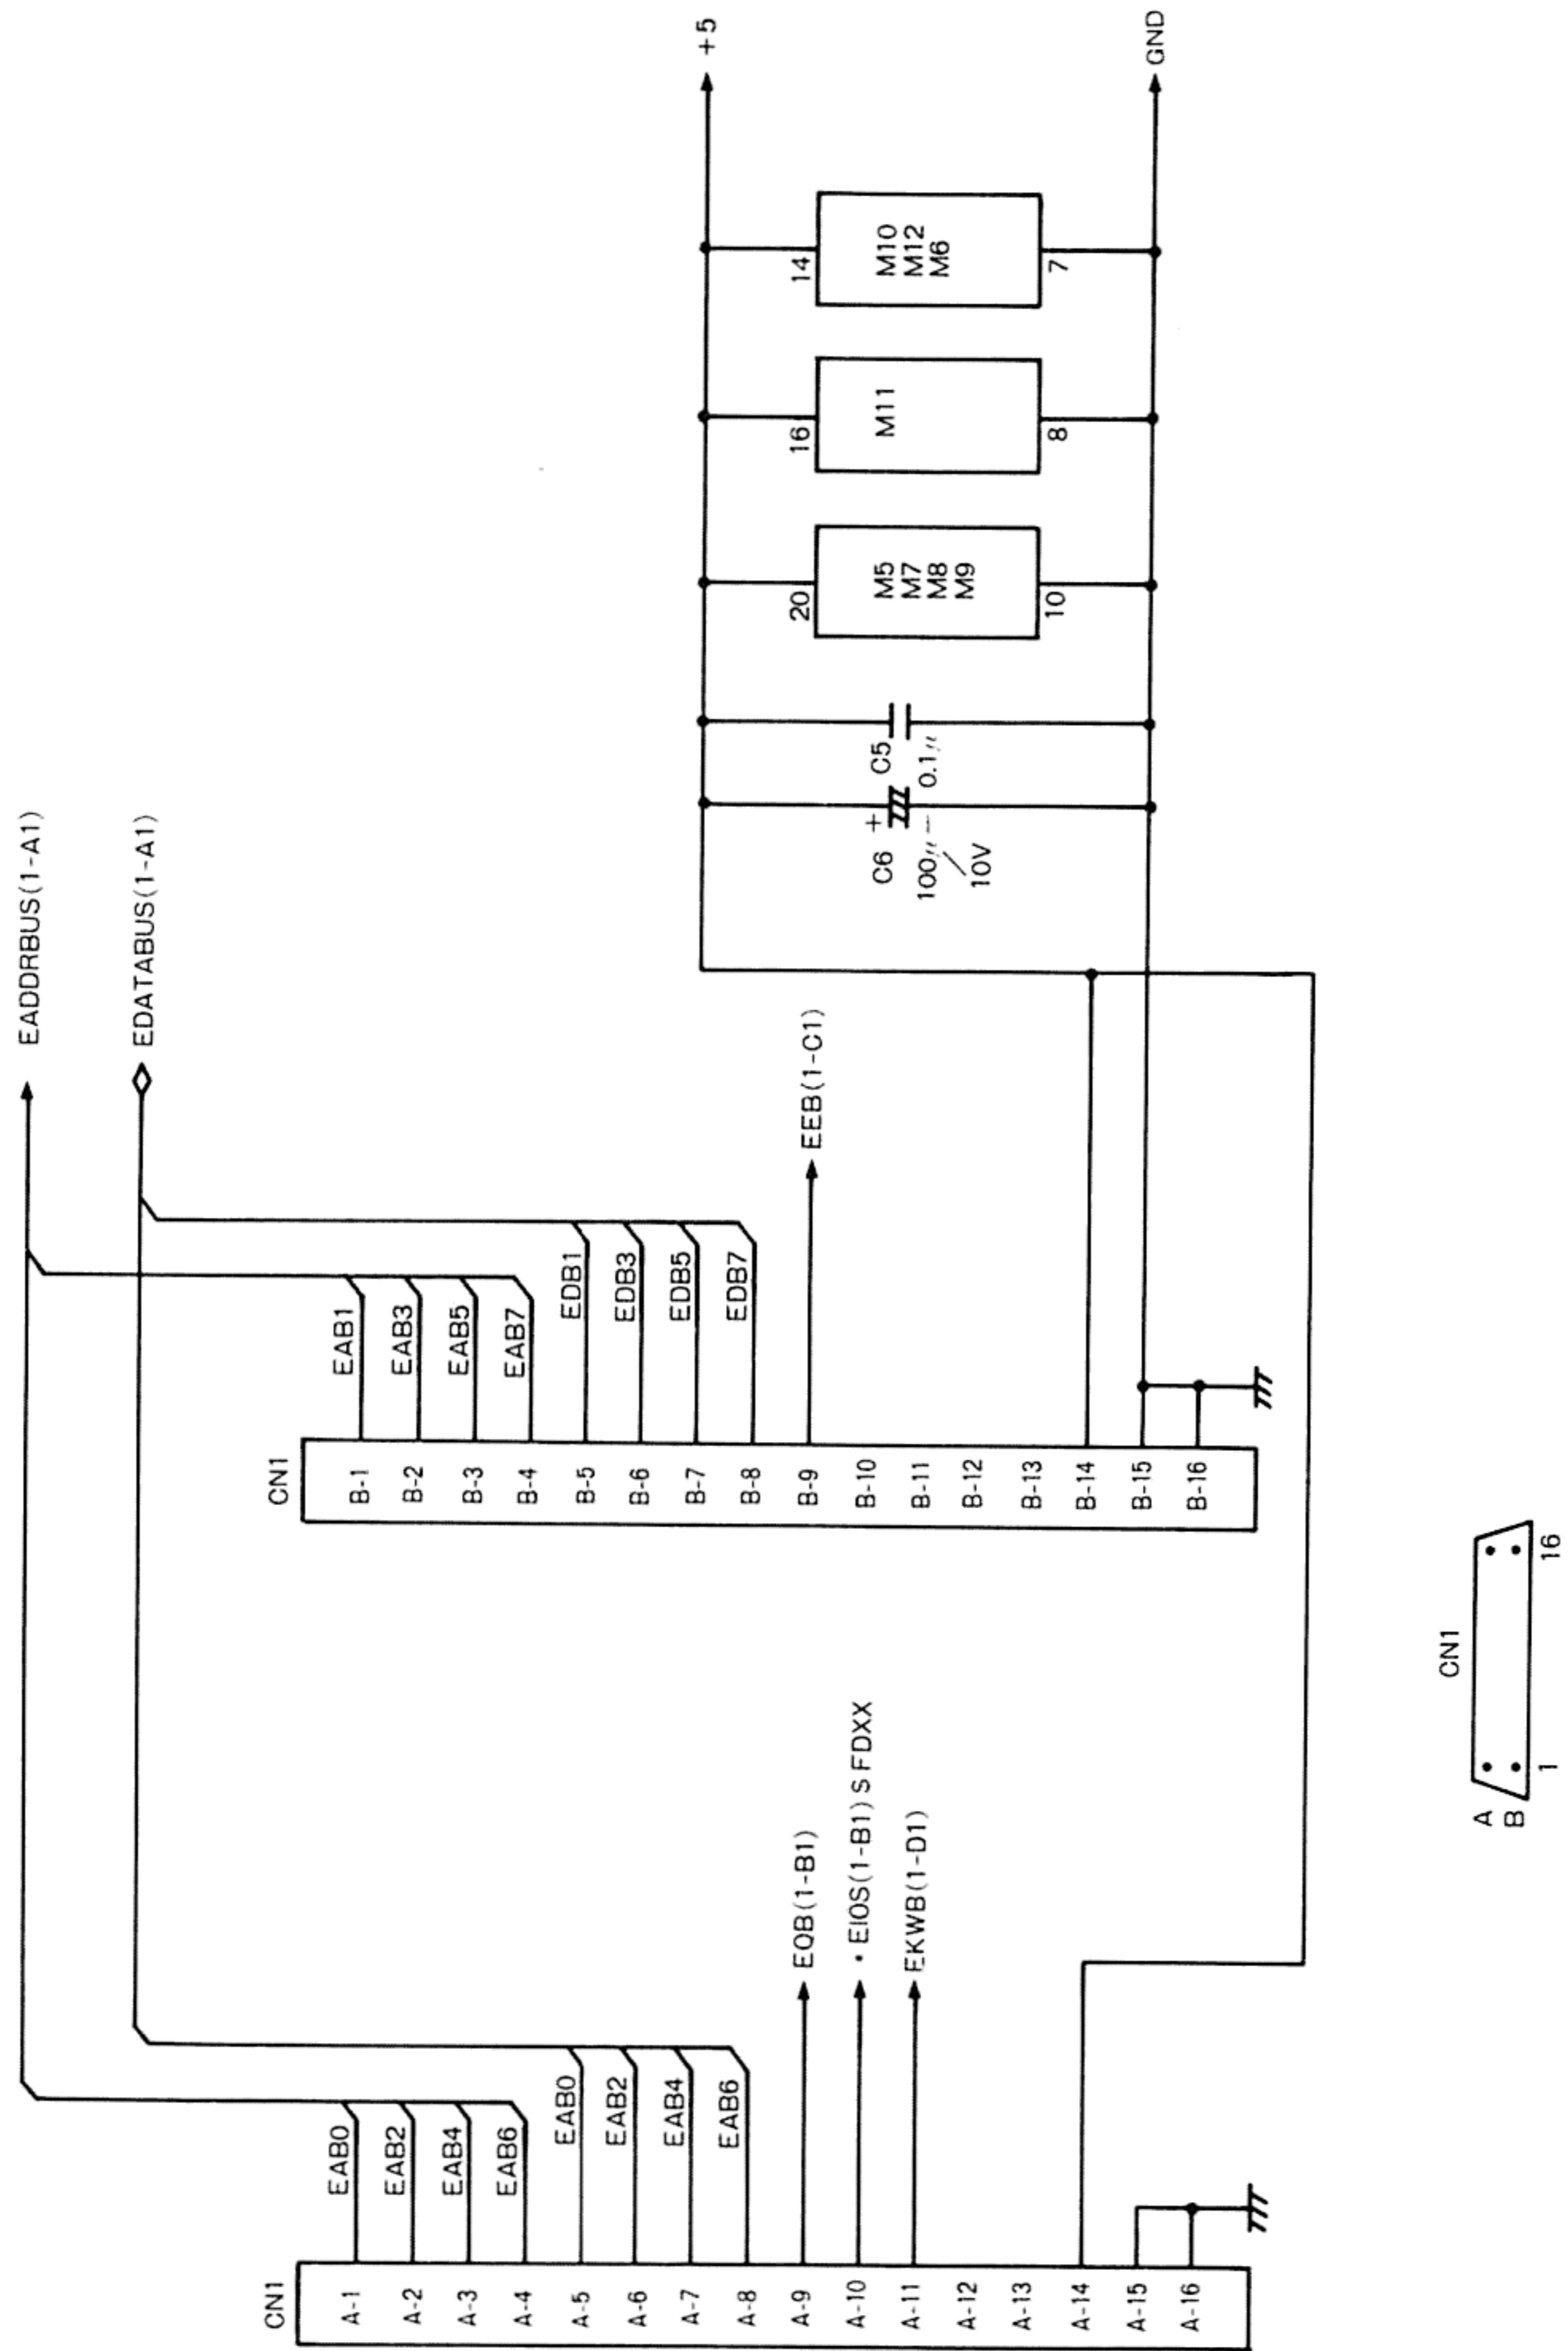 EADDRBUS(1-A1)
EDATABUS(1-A1)
CN1
A-1
A-2
A-3
A-4
A-5
A-6
A-7
A-8
A-9
A-10
A-11
A-12
A-13
A-14
A-15
A-16
EAB0
EAB2
EAB4
EAB6
EAB0
EAB2
EAB4
EAB6
EQB(1-B1)
• EIOS(1-B1) S FDXX
EKWB(1-D1)
CN1
B-1
B-2
B-3
B-4
B-5
B-6
B-7
B-8
B-9
B-10
B-11
B-12
B-13
B-14
B-15
B-16
EAB1
EAB3
EAB5
EAB7
EDB1
EDB3
EDB5
EDB7
EEB(1-C1)
C6 +
100μ
10V
C5
0.1μ
20
M5
M7
M8
M9
10
16
M11
8
14
M10
M12
M6
7
+5
GND
CN1
A
B
1
16